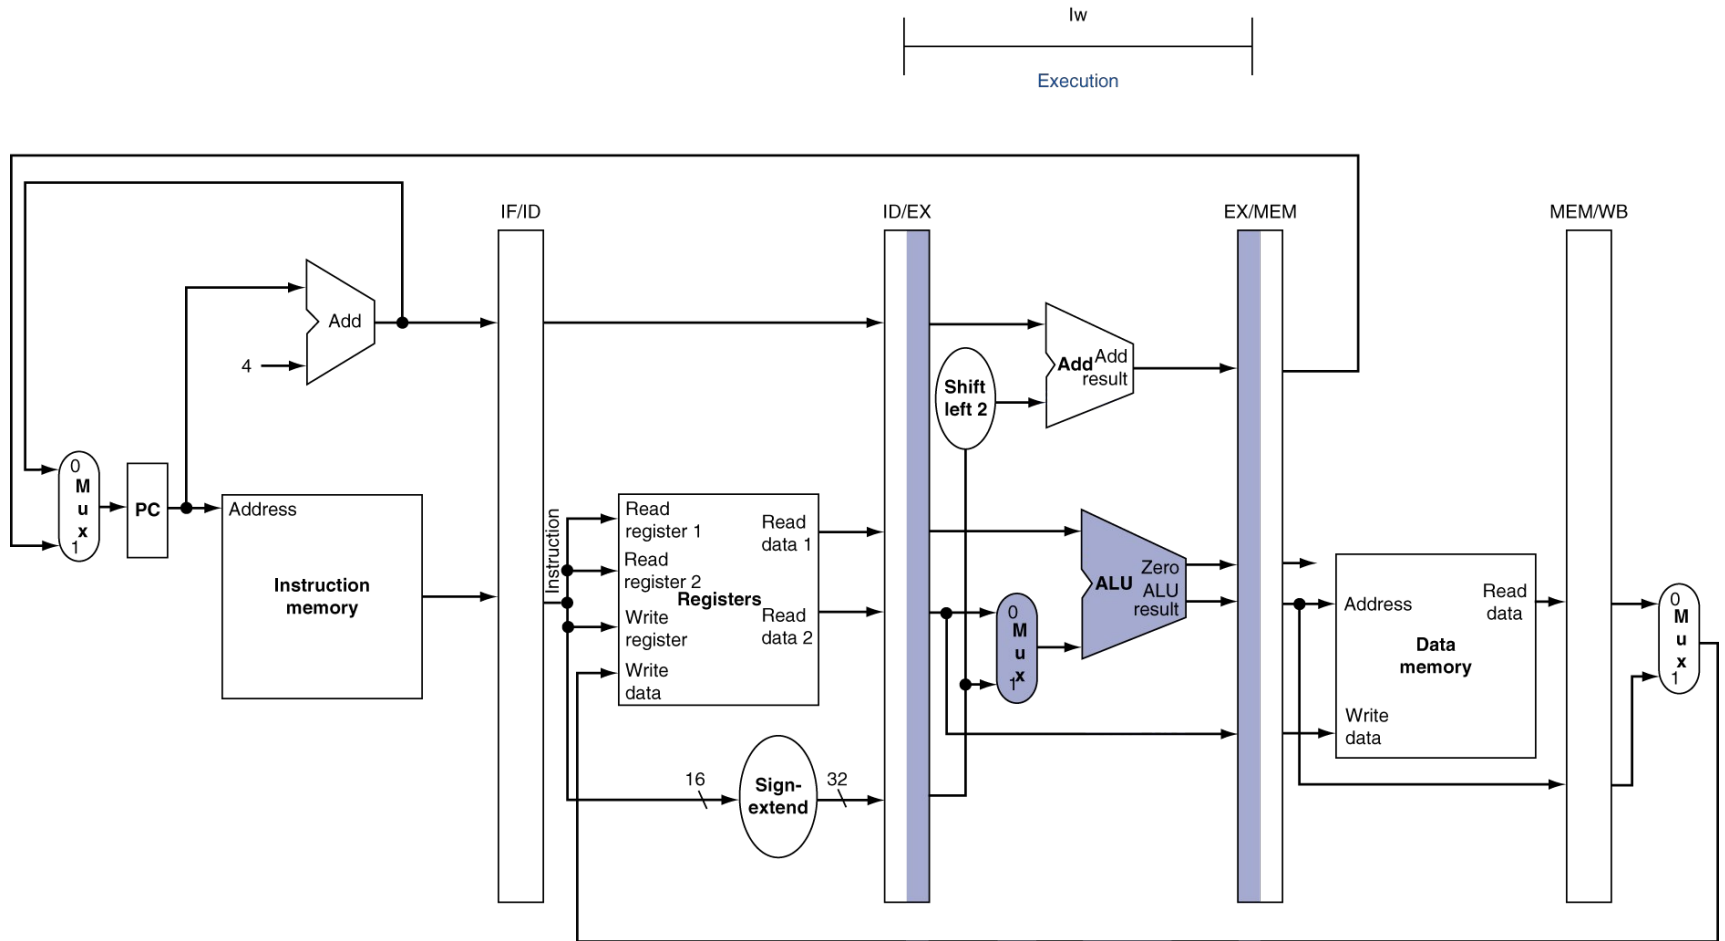 lw
Execution
IF/ID
ID/EX
EX/MEM
MEM/WB
Add
4
Add
Add
result
Shift
left 2
0
M
u
x
1
PC
Address
Instruction
memory
Instruction
Read
register 1
Read
register 2
Registers
Write
register
Write
data
Read
data 1
Read
data 2
16
Sign-
extend
32
0
M
u
x
1
ALU
Zero
ALU
result
Address
Read
data
Data
memory
Write
data
0
M
u
x
1